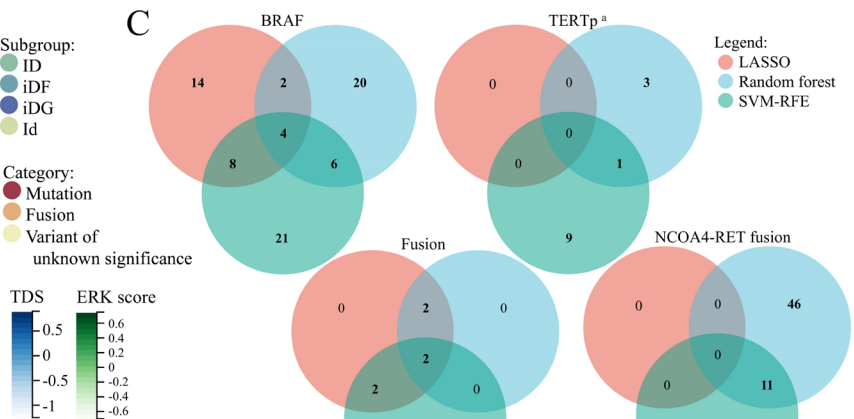 C
BRAF
TERTp a
Subgroup:
ID
iDF
iDG
Id
Category:
Mutation
Fusion
Variant of
unknown significance
TDS
ERK score
0.5
0
-0.5
-1
0.6
0.4
0.2
0
-0.2
-0.4
-0.6
14
2
20
4
8
6
21
0
0
3
0
0
1
9
Legend:
LASSO
Random forest
SVM-RFE
Fusion
0
2
0
2
2
0
NCOA4-RET fusion
0
0
46
0
0
11